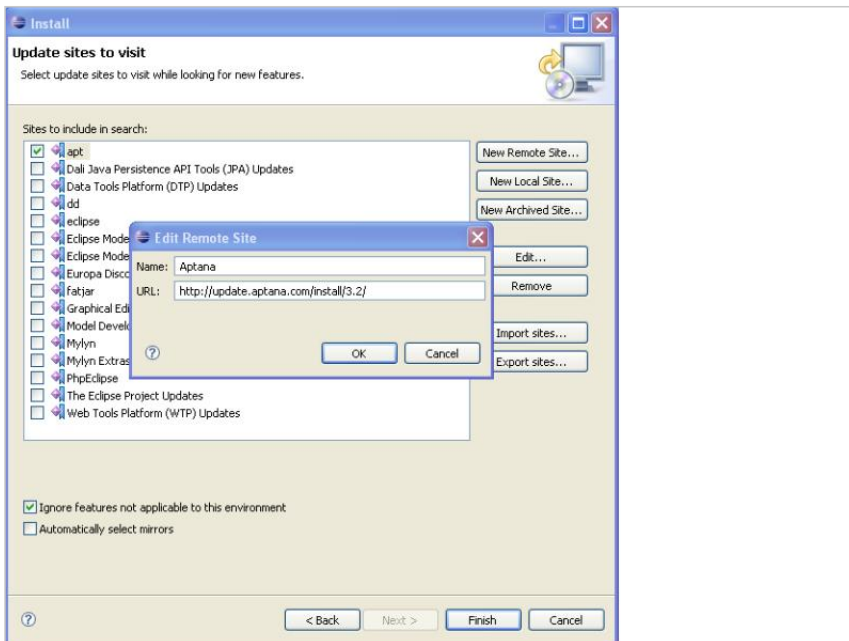 Install
Update sites to visit
Select update sites to visit while looking for new features.
Sites to include in search:
apt
Dali Java Persistence API Tools (JPA) Updates
Data Tools Platform (DTP) Updates
dd
eclipse
Eclipse Mode
Eclipse Mode
Europa Disco
fatjar
Graphical Edi
Model Develo
Mylyn
Mylyn Extras
PhpEclipse
The Eclipse Project Updates
Web Tools Platform (WTP) Updates
New Remote Site...
New Local Site...
New Archived Site...
Edit...
Remove
Import sites...
Export sites...
Edit Remote Site
Name: Aptana
URL: http://update.aptana.com/install/3.2/
OK Cancel
Ignore features not applicable to this environment
Automatically select mirrors
< Back Next > Finish Cancel